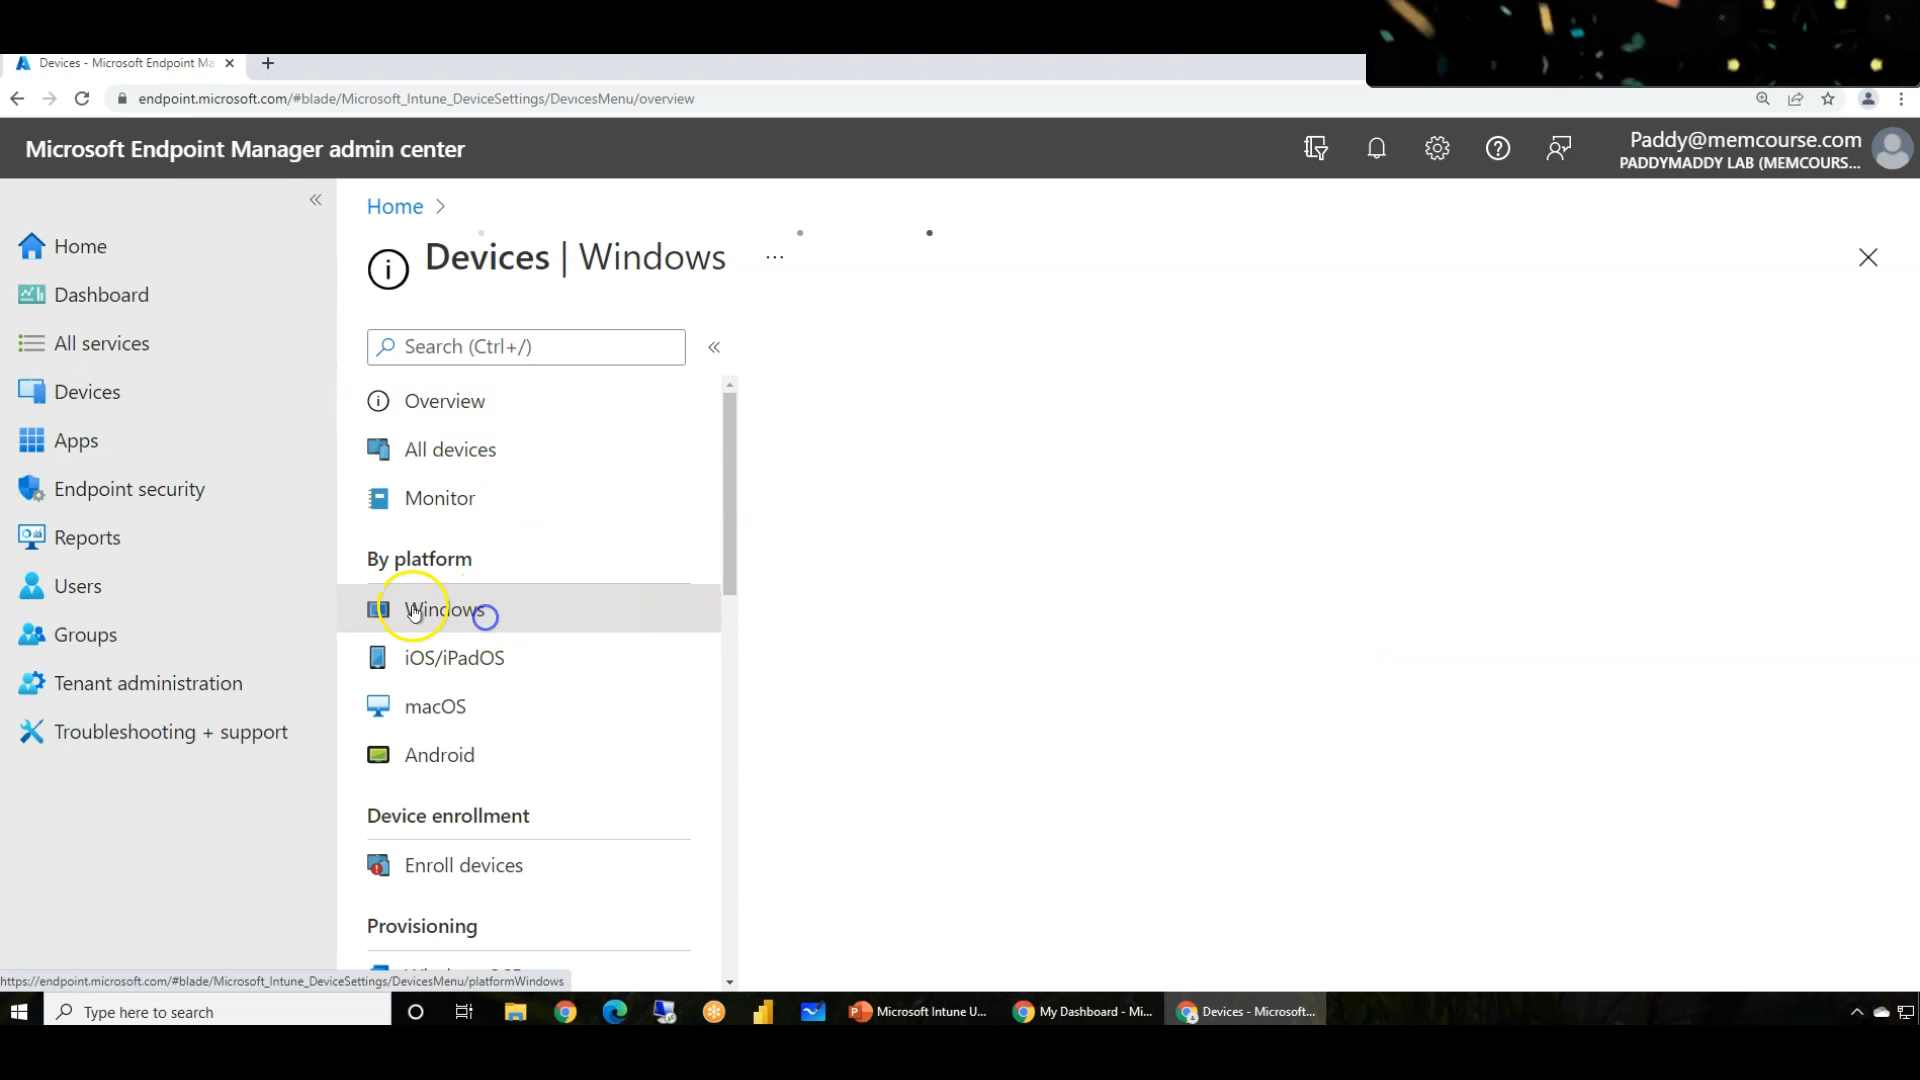 Devices - Microsoft Endpoint Ma
endpoint.microsoft.com/#blade/Microsoft_Intune_DeviceSettings/DevicesMenu/overview
Microsoft Endpoint Manager admin center
Paddy@memcourse.com
PADDYMADDY LAB (MEMCOURS...
Home
Dashboard
All services
Devices
Apps
Endpoint security
Reports
Users
Groups
Tenant administration
Troubleshooting + support
Home
Devices | Windows ...
Search (Ctrl+/)
Overview
All devices
Monitor
By platform
Windows
iOS/iPadOS
macOS
Android
Device enrollment
Enroll devices
Provisioning
https://endpoint.microsoft.com/#blade/Microsoft_Intune_DeviceSettings/DevicesMenu/platformWindows
Type here to search
Microsoft Intune U...
My Dashboard - Mi...
Devices - Microsoft...